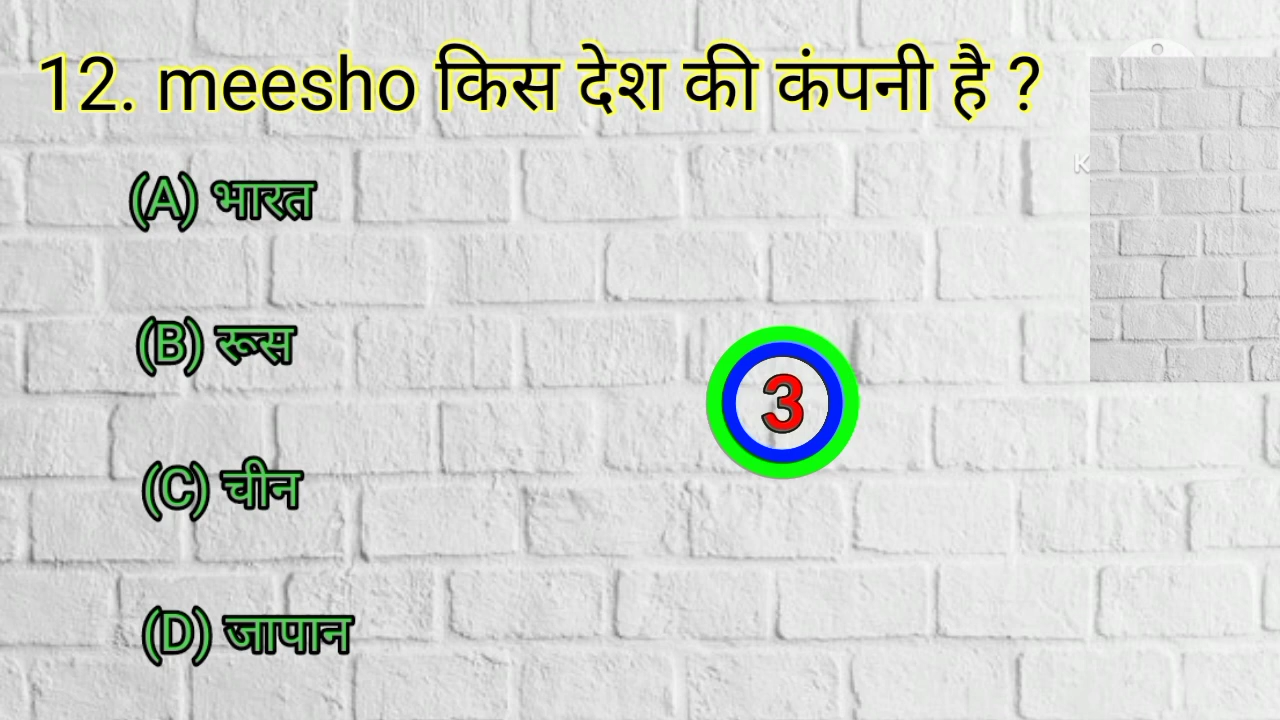 12. meesho किस देश की कंपनी है ?
(A) भारत
(B) रूस
3
(C) चीन
(D) जापान